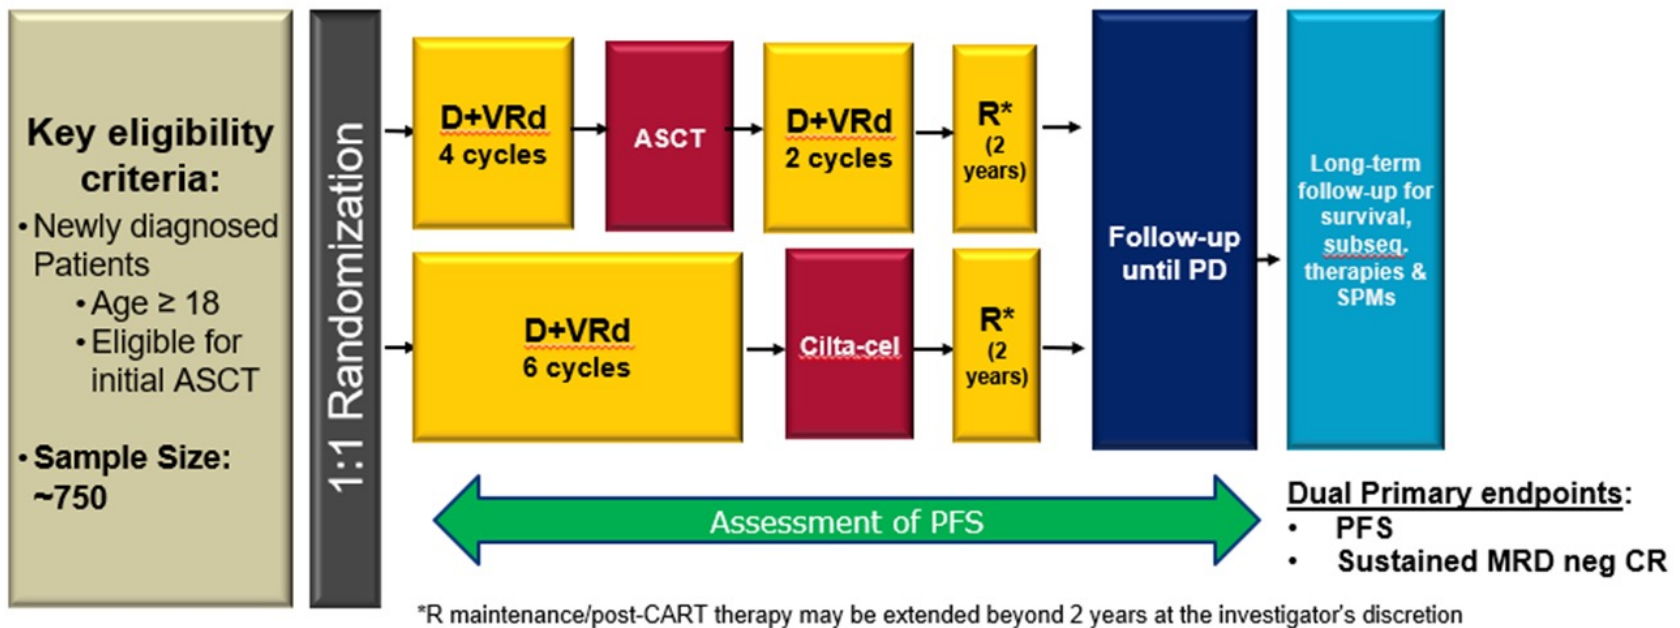 Key eligibility
criteria:
• Newly diagnosed
Patients
• Age ≥ 18
• Eligible for
initial ASCT
• Sample Size:
~750
1:1 Randomization
D+VRd
4 cycles
ASCT
D+VRd
2 cycles
R*
(2
years)
D+VRd
6 cycles
Cilta-cel
R*
(2
years)
Follow-up
until PD
Long-term
follow-up for
survival,
subseq.
therapies &
SPMs
Assessment of PFS
Dual Primary endpoints:
• PFS
• Sustained MRD neg CR
*R maintenance/post-CART therapy may be extended beyond 2 years at the investigator's discretion